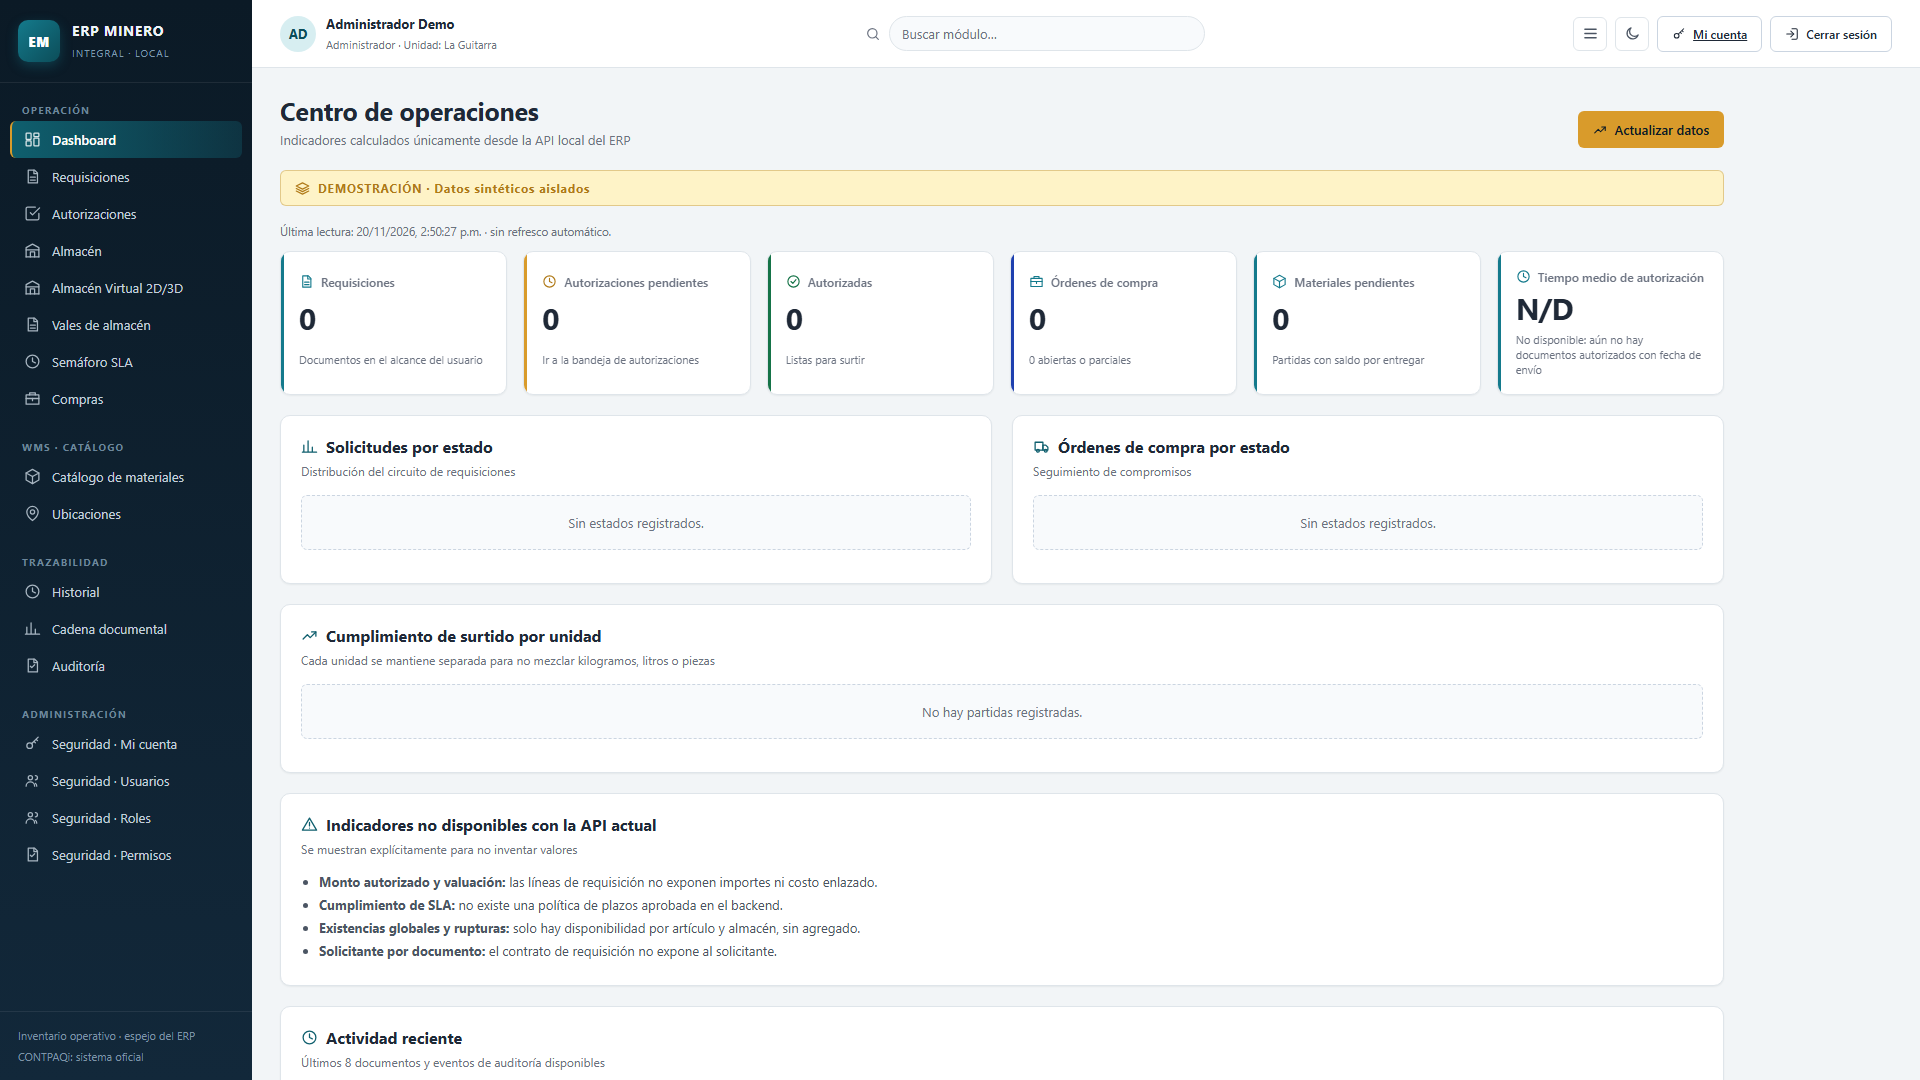 EM
ERP MINERO
INTEGRAL · LOCAL
OPERACIÓN
Dashboard
Requisiciones
Autorizaciones
Almacén
Almacén Virtual 2D/3D
Vales de almacén
Semáforo SLA
Compras
WMS · CATÁLOGO
Catálogo de materiales
Ubicaciones
TRAZABILIDAD
Historial
Cadena documental
Auditoría
ADMINISTRACIÓN
Seguridad · Mi cuenta
Seguridad · Usuarios
Seguridad · Roles
Seguridad · Permisos
Inventario operativo · espejo del ERP
CONTPAQi: sistema oficial
AD
Administrador Demo
Administrador · Unidad: La Guitarra
Buscar módulo...
Mi cuenta
Cerrar sesión
Centro de operaciones
Indicadores calculados únicamente desde la API local del ERP
Actualizar datos
DEMOSTRACIÓN · Datos sintéticos aislados
Última lectura: 20/11/2026, 2:50:27 p.m. · sin refresco automático.
Requisiciones
0
Documentos en el alcance del usuario
Autorizaciones pendientes
0
Ir a la bandeja de autorizaciones
Autorizadas
0
Listas para surtir
Órdenes de compra
0
0 abiertas o parciales
Materiales pendientes
0
Partidas con saldo por entregar
Tiempo medio de autorización
N/D
No disponible: aún no hay
documentos autorizados con fecha de
envío
Solicitudes por estado
Distribución del circuito de requisiciones
Sin estados registrados.
Órdenes de compra por estado
Seguimiento de compromisos
Sin estados registrados.
Cumplimiento de surtido por unidad
Cada unidad se mantiene separada para no mezclar kilogramos, litros o piezas
No hay partidas registradas.
Indicadores no disponibles con la API actual
Se muestran explícitamente para no inventar valores
• Monto autorizado y valuación: las líneas de requisición no exponen importes ni costo enlazado.
• Cumplimiento de SLA: no existe una política de plazos aprobada en el backend.
• Existencias globales y rupturas: solo hay disponibilidad por artículo y almacén, sin agregado.
• Solicitante por documento: el contrato de requisición no expone al solicitante.
Actividad reciente
Últimos 8 documentos y eventos de auditoría disponibles